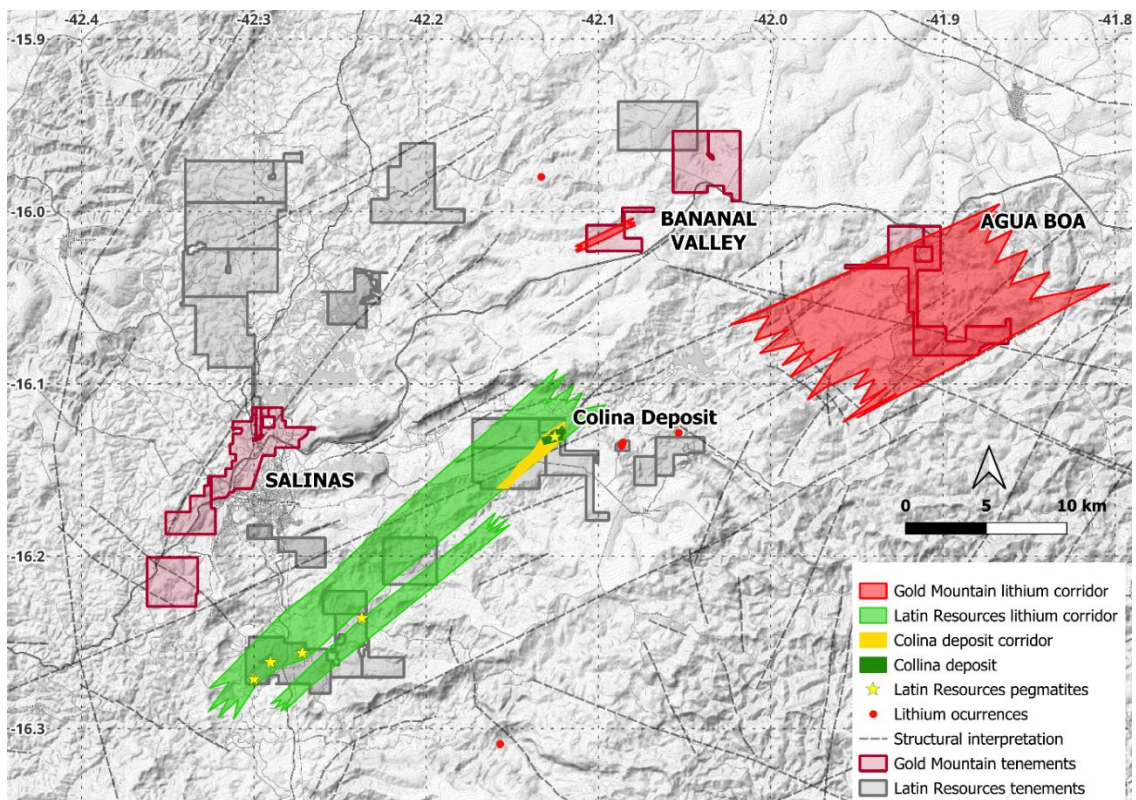 -42.3 -42.2 -42.1 -42.0 -41.9 -41.8
-15.9
-16.0
BANANAL
VALLEY
AGUA BOA
-16.1
Colina Deposit
SALINAS
0 5 10 km
-16.2
-16.3
Gold Mountain lithium corridor
Latin Resources lithium corridor
Colina deposit corridor
Collina deposit
Latin Resources pegmatites
Lithium ocurrences
Structural interpretation
Gold Mountain tenements
Latin Resources tenements